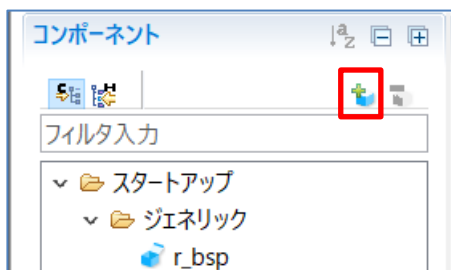 コンポーネント
フィルタ入力
スタートアップ
ジェネリック
r_bsp